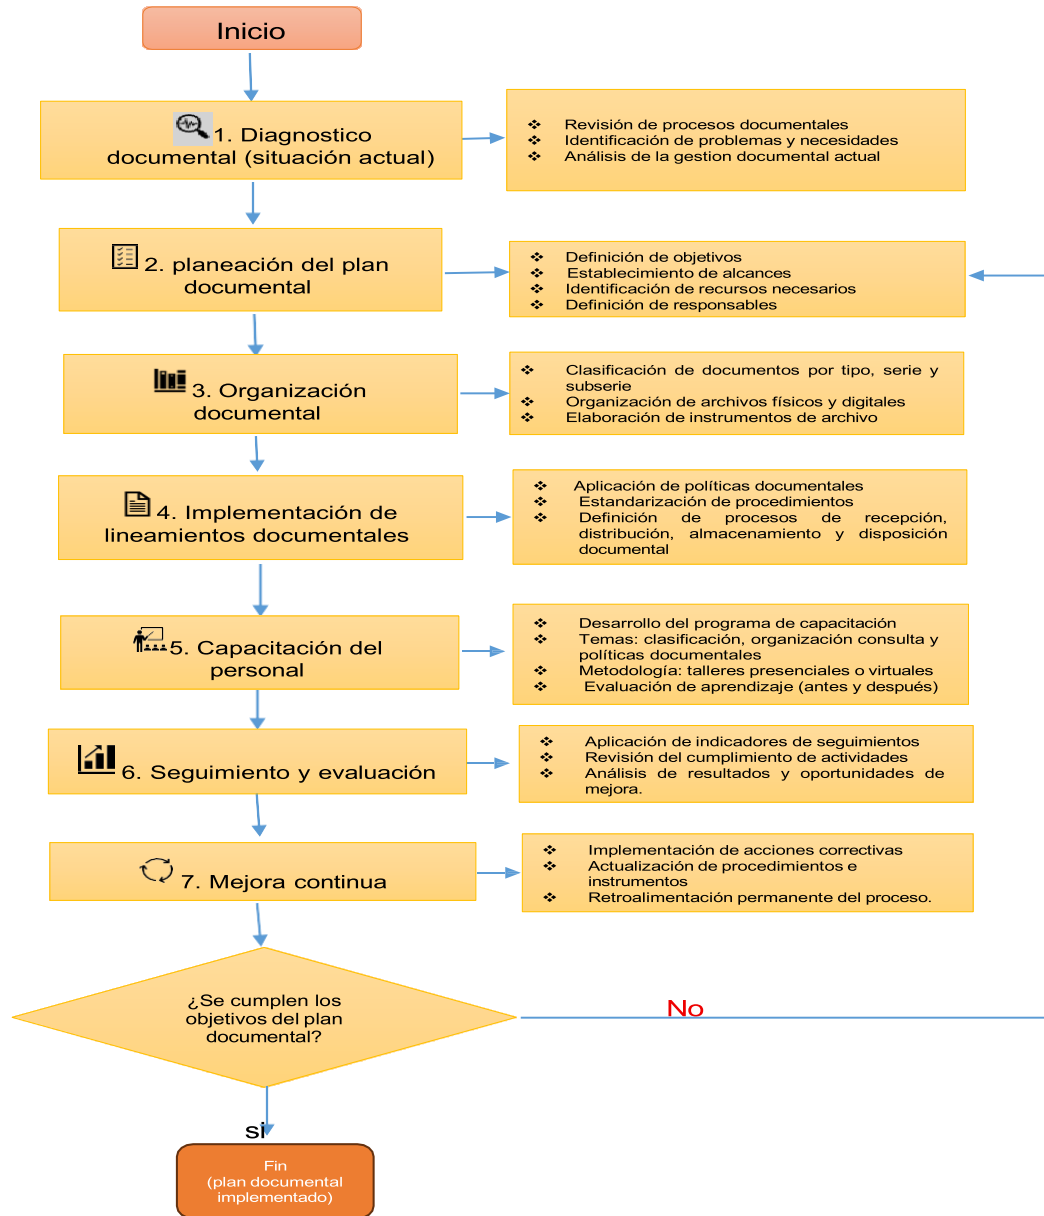 Inicio
1. Diagnostico
documental (situación actual)
❖ Revisión de procesos documentales
❖ Identificación de problemas y necesidades
❖ Análisis de la gestion documental actual
2. planeación del plan
documental
❖ Definición de objetivos
❖ Establecimiento de alcances
❖ Identificación de recursos necesarios
❖ Definición de responsables
3. Organización
documental
❖ Clasificación de documentos por tipo, serie y
subserie
❖ Organización de archivos físicos y digitales
❖ Elaboración de instrumentos de archivo
4. Implementación de
lineamientos documentales
❖ Aplicación de políticas documentales
❖ Estandarización de procedimientos
❖ Definición de procesos de recepción,
distribución, almacenamiento y disposición
documental
5. Capacitación del
personal
❖ Desarrollo del programa de capacitación
❖ Temas: clasificación, organización consulta y
políticas documentales
❖ Metodología: talleres presenciales o virtuales
❖ Evaluación de aprendizaje (antes y después)
6. Seguimiento y evaluación
❖ Aplicación de indicadores de seguimientos
❖ Revisión del cumplimiento de actividades
❖ Análisis de resultados y oportunidades de
mejora.
7. Mejora continua
❖ Implementación de acciones correctivas
❖ Actualización de procedimientos e
instrumentos
❖ Retroalimentación permanente del proceso.
¿Se cumplen los
objetivos del plan
documental?
No
si
Fin
(plan documental
implementado)